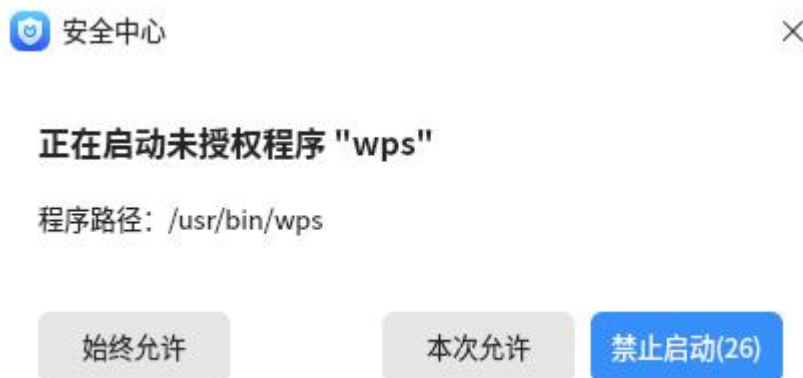 安全中心
正在启动未授权程序 "wps"
程序路径：/usr/bin/wps
始终允许 本次允许 禁止启动(26)